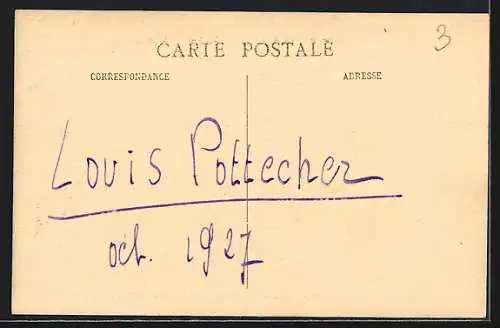 3
CARTE POSTALE
CORRESPONDANCE
ADRESSE
Louis Pottecher
oct. 1927